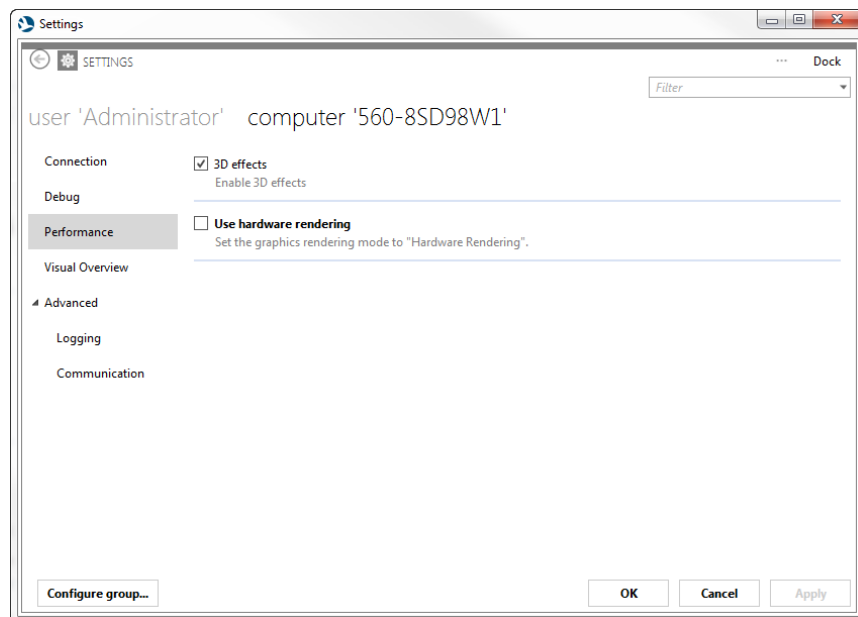 Settings
SETTINGS
... Dock
Filter
user 'Administrator' computer '560-8SD98W1'
Connection
Debug
Performance
Visual Overview
Advanced
Logging
Communication
3D effects
Enable 3D effects
Use hardware rendering
Set the graphics rendering mode to "Hardware Rendering".
Configure group...
OK
Cancel
Apply